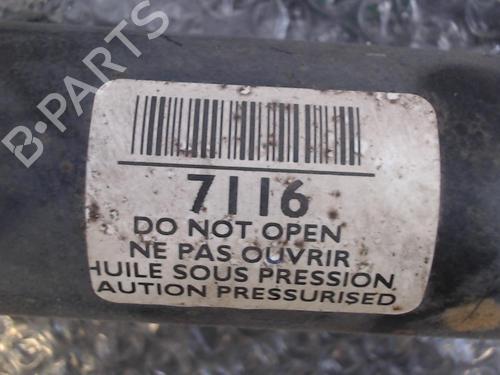 B-PARTS
7116
DO NOT OPEN
NE PAS OUVRIR
HUILE SOUS PRESSION
AUTION PRESSURISED